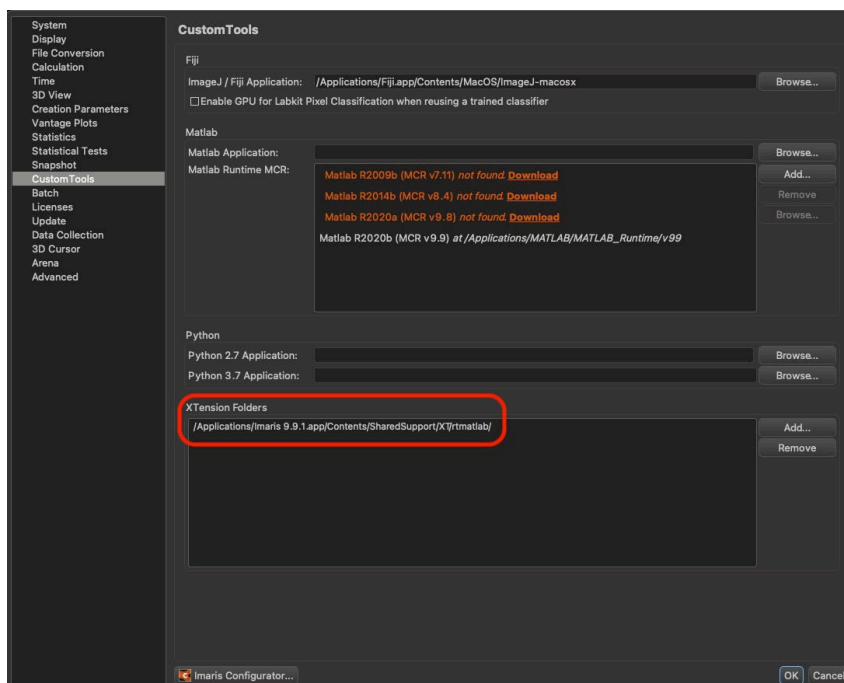 System
Display
File Conversion
Calculation
Time
3D View
Creation Parameters
Vantage Plots
Statistics
Statistical Tests
Snapshot
CustomTools
Batch
Licenses
Update
Data Collection
3D Cursor
Arena
Advanced
CustomTools
Fiji
ImageJ / Fiji Application: /Applications/Fiji.app/Contents/MacOS/ImageJ-macosx Browse...
Enable GPU for Labkit Pixel Classification when reusing a trained classifier
Matlab
Matlab Application: Browse...
Matlab Runtime MCR: Matlab R2009b (MCR v7.11) not found. Download Add...
Matlab R2014b (MCR v8.4) not found. Download Remove
Matlab R2020a (MCR v9.8) not found. Download Browse...
Matlab R2020b (MCR v9.9) at /Applications/MATLAB/MATLAB_Runtime/v99
Python
Python 2.7 Application: Browse...
Python 3.7 Application: Browse...
XTension Folders
/Applications/Imaris 9.9.1.app/Contents/SharedSupport/XT/rtmatlab/ Add...
Remove
Imaris Configurator... OK Cancel